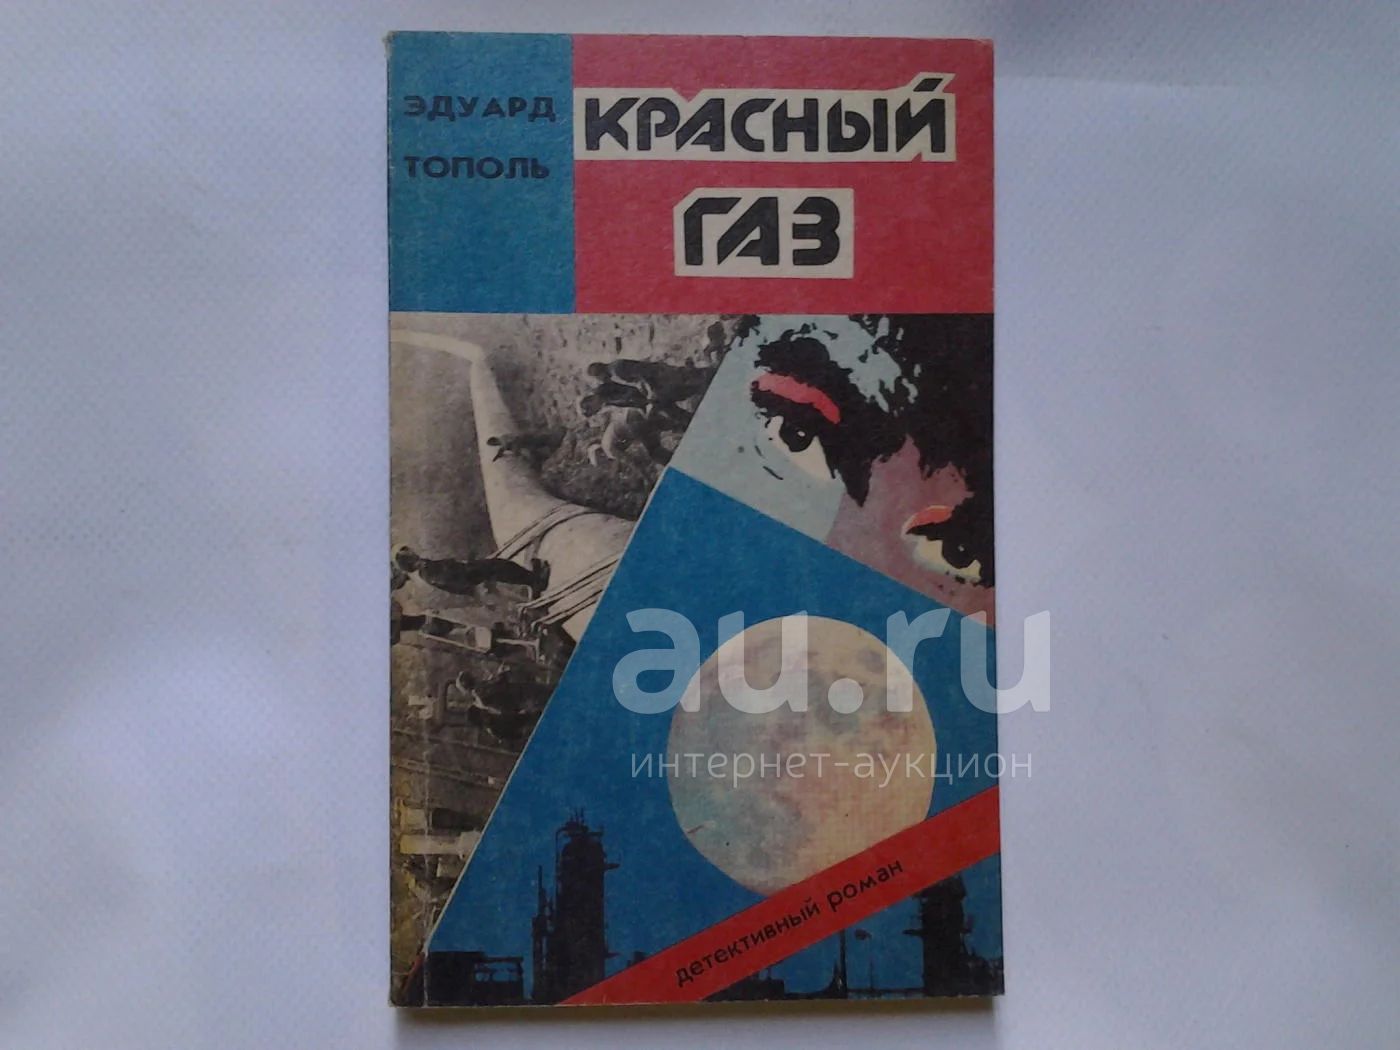 ЭДУАРД
ТОПОЛЬ
КРАСНЫЙ
ГАЗ
au.ru
интернет-аукцион
детективный роман